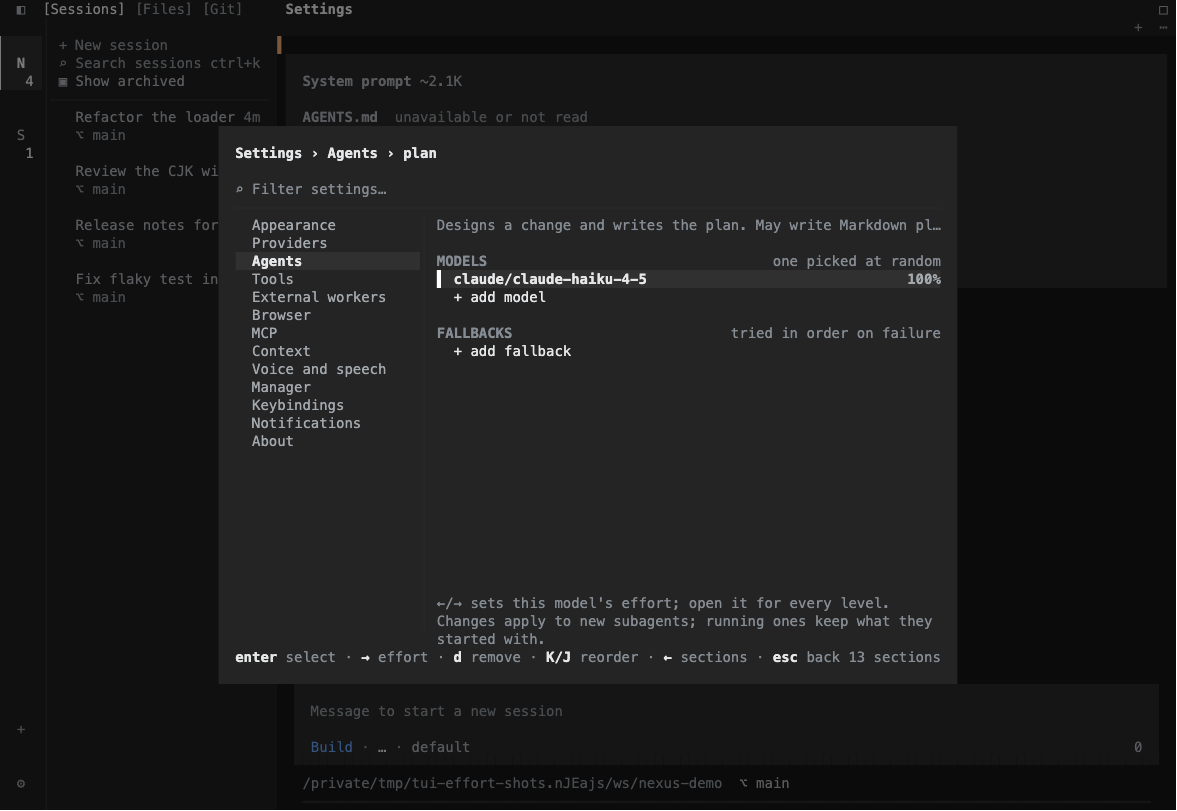 [Sessions] [Files] [Git] Settings
+ New session
Search sessions ctrl+k
Show archived
N
4
S
1
Refactor the loader 4m
⌥ main
Review the CJK wi
⌥ main
Release notes for
⌥ main
Fix flaky test in
⌥ main
System prompt ~2.1K
AGENTS.md unavailable or not read
Settings › Agents › plan
Filter settings…
Appearance
Providers
Agents
Tools
External workers
Browser
MCP
Context
Voice and speech
Manager
Keybindings
Notifications
About
Designs a change and writes the plan. May write Markdown pl…
MODELS one picked at random
claude/claude-haiku-4-5 100%
+ add model
FALLBACKS tried in order on failure
+ add fallback
←/→ sets this model's effort; open it for every level.
Changes apply to new subagents; running ones keep what they
started with.
enter select · → effort · d remove · K/J reorder · ← sections · esc back 13 sections
Message to start a new session
Build · … · default 0
/private/tmp/tui-effort-shots.nJEajs/ws/nexus-demo ⌥ main